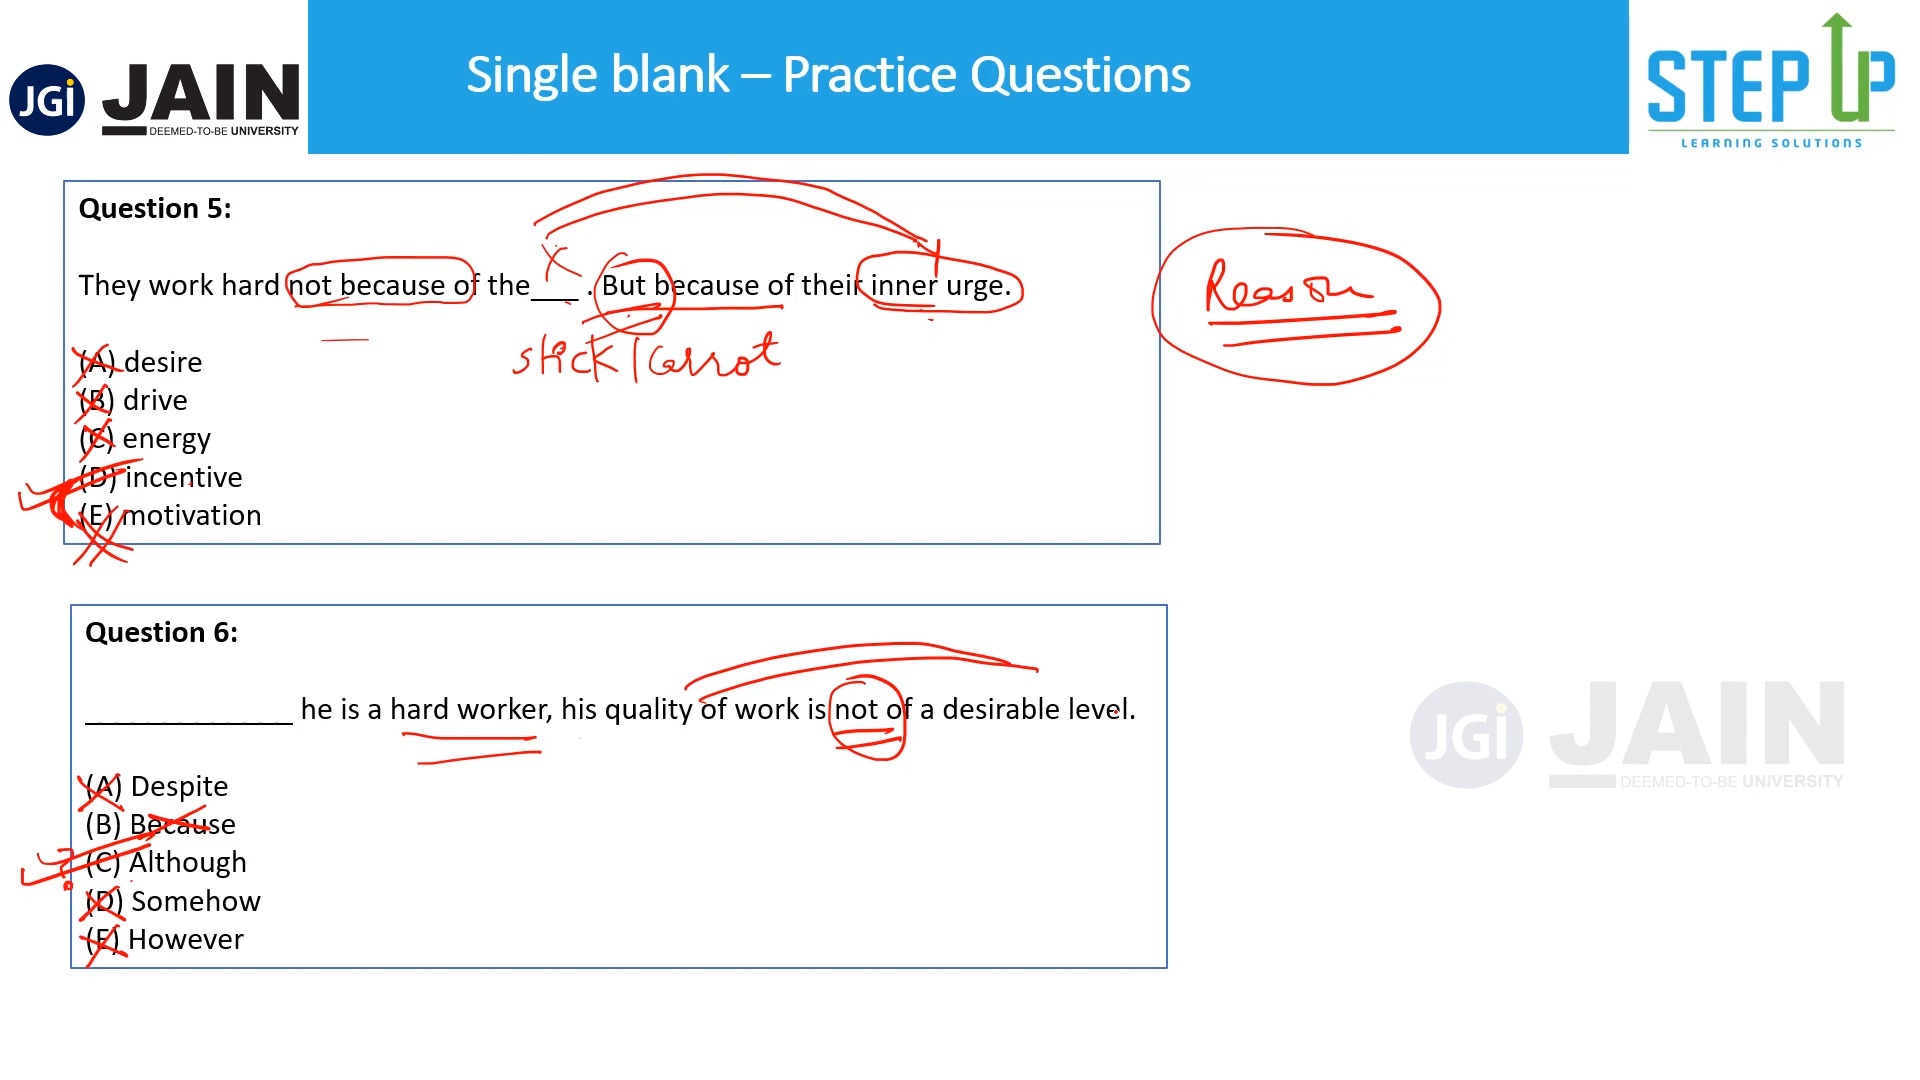 JGi JAIN
DEEMED-TO-BE UNIVERSITY
Single blank – Practice Questions
STEP UP
LEARNING SOLUTIONS
Question 5:
They work hard not because of the___ . But because of their inner urge.
Reason
stick/Carrot
(A) desire
(B) drive
(C) energy
(D) incentive
(E) motivation
Question 6:
______________ he is a hard worker, his quality of work is not of a desirable level.
(A) Despite
(B) Because
(C) Although
(D) Somehow
(E) However
JGi JAIN
DEEMED-TO-BE UNIVERSITY